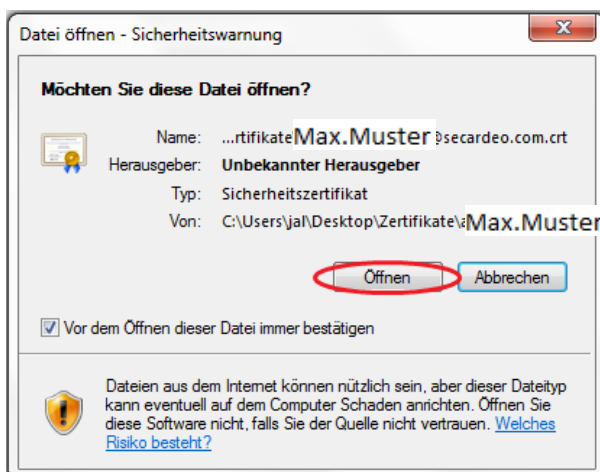 Datei öffnen - Sicherheitswarnung
Möchten Sie diese Datei öffnen?
Name: ...rtifikate Max.Muster @secardeo.com.crt
Herausgeber: Unbekannter Herausgeber
Typ: Sicherheitszertifikat
Von: C:\Users\jal\Desktop\Zertifikate\a Max.Muster
Öffnen Abbrechen
Vor dem Öffnen dieser Datei immer bestätigen
Dateien aus dem Internet können nützlich sein, aber dieser Dateityp
kann eventuell auf dem Computer Schaden anrichten. Öffnen Sie
diese Software nicht, falls Sie der Quelle nicht vertrauen. Welches
Risiko besteht?